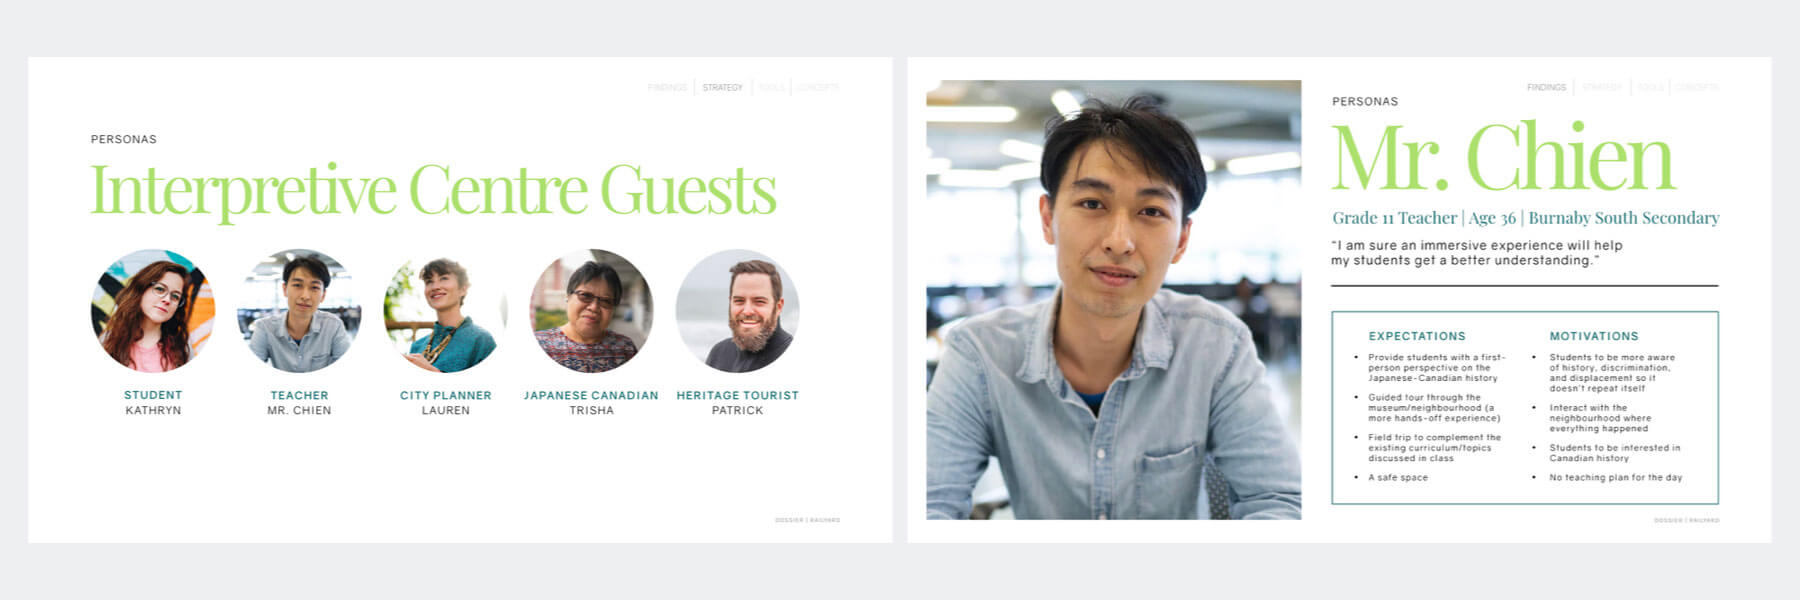 FINDINGS | STRATEGY | TOOLS | CONCEPTS
PERSONAS
Interpretive Centre Guests
STUDENT
KATHRYN
TEACHER
MR. CHIEN
CITY PLANNER
LAUREN
JAPANESE CANADIAN
TRISHA
HERITAGE TOURIST
PATRICK
DOSSIER | RAILYARD
FINDINGS | STRATEGY | TOOLS | CONCEPTS
PERSONAS
Mr. Chien
Grade 11 Teacher | Age 36 | Burnaby South Secondary
"I am sure an immersive experience will help
my students get a better understanding."
EXPECTATIONS
• Provide students with a first-
person perspective on the
Japanese-Canadian history
• Guided tour through the
museum/neighbourhood (a
more hands-off experience)
• Field trip to complement the
existing curriculum/topics
discussed in class
• A safe space
MOTIVATIONS
• Students to be more aware
of history, discrimination,
and displacement so it
doesn't repeat itself
• Interact with the
neighbourhood where
everything happened
• Students to be interested in
Canadian history
• No teaching plan for the day
DOSSIER | RAILYARD